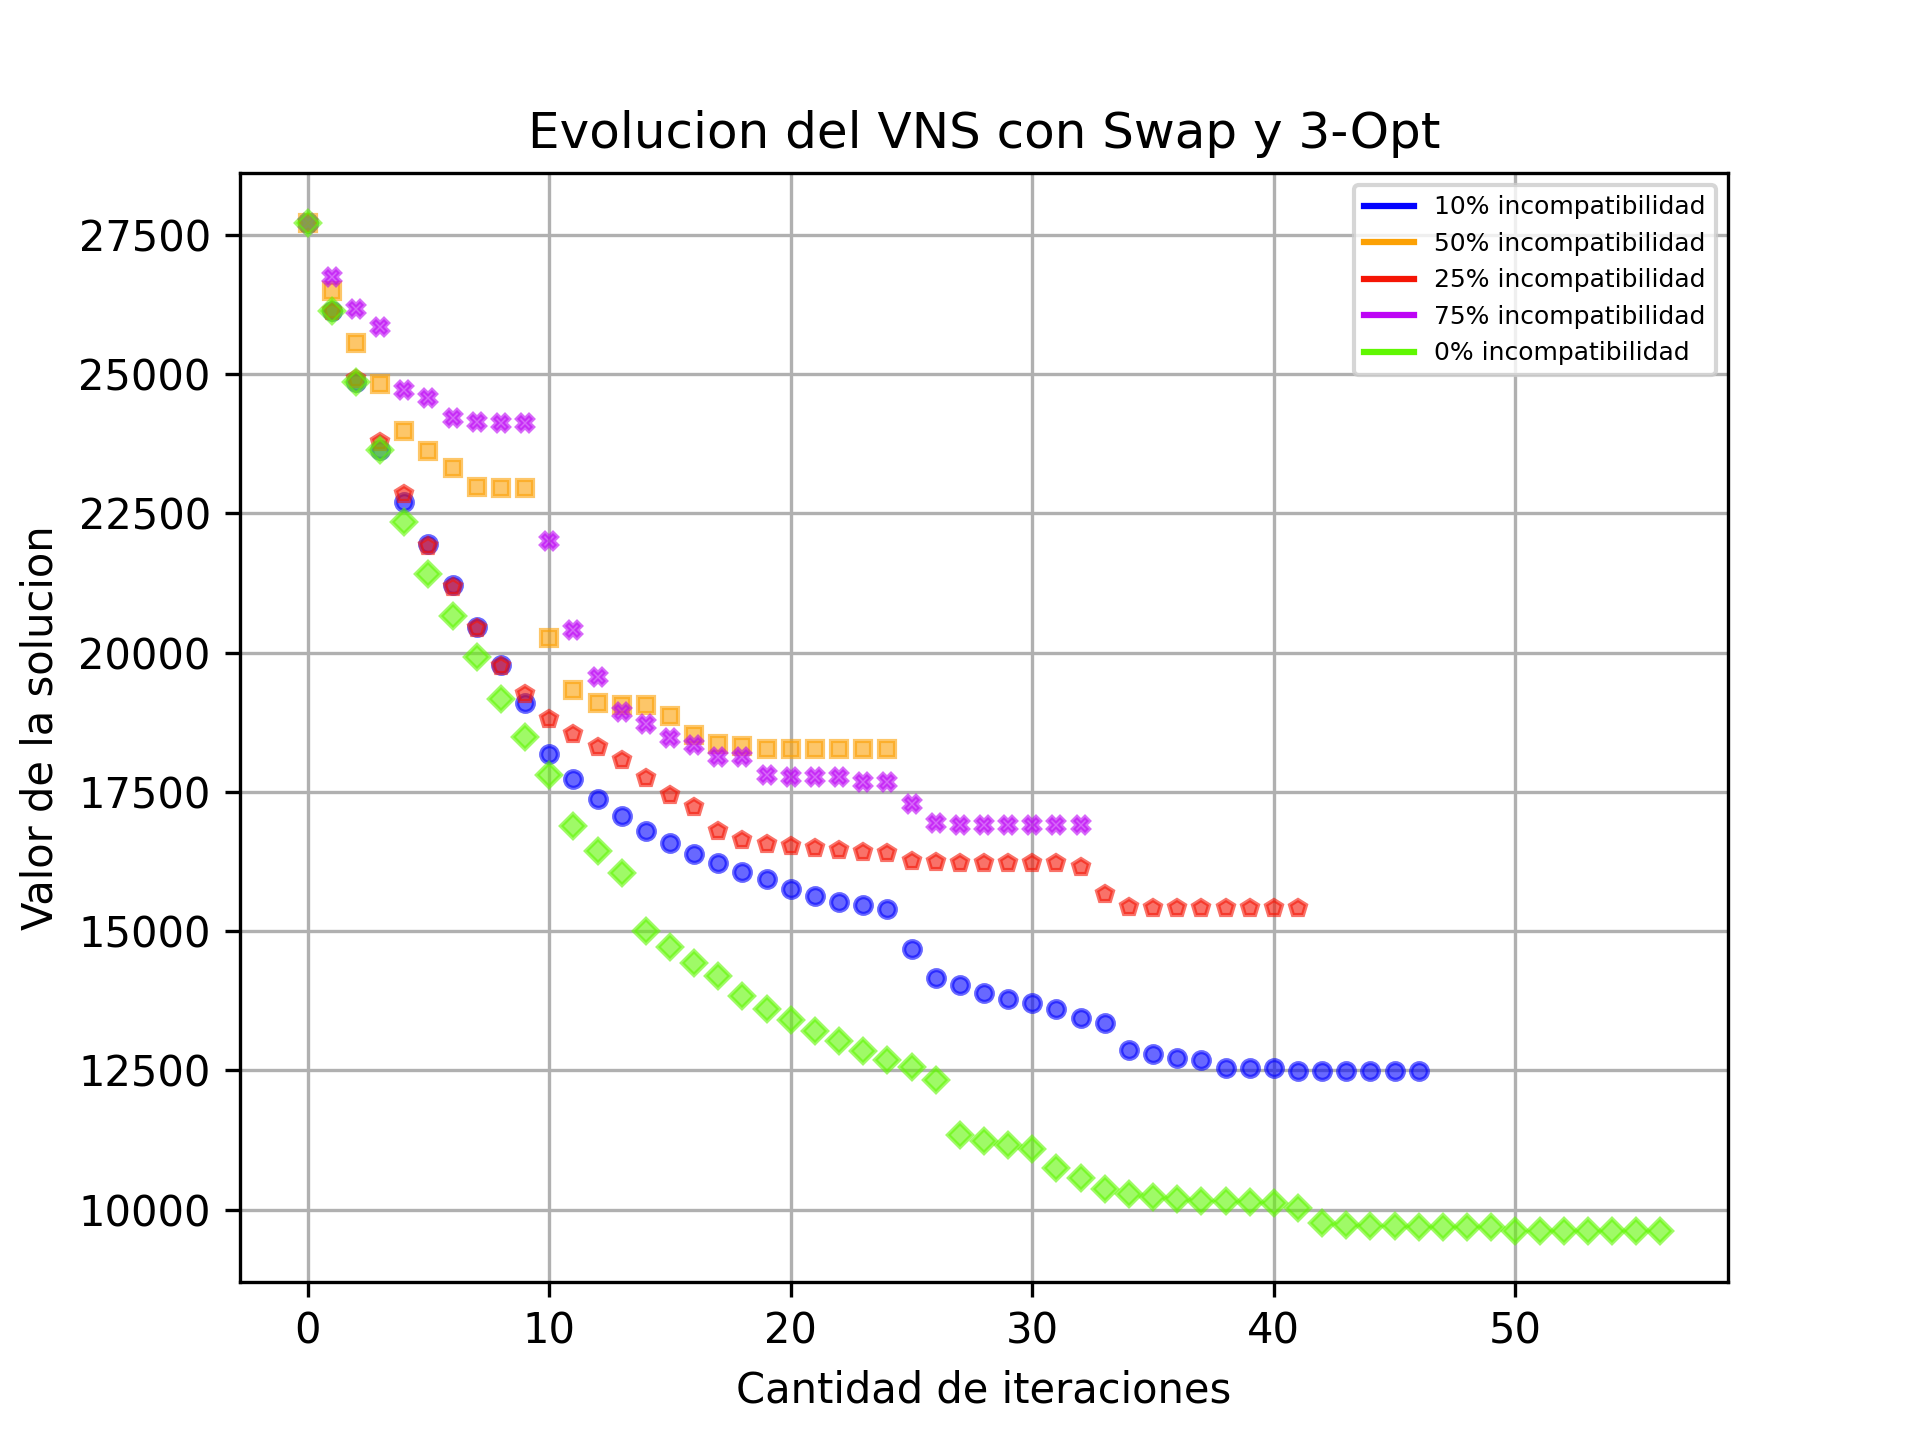 Evolucion del VNS con Swap y 3-Opt
10% incompatibilidad
50% incompatibilidad
25% incompatibilidad
75% incompatibilidad
0% incompatibilidad
27500
25000
22500
20000
17500
15000
12500
10000
Valor de la solucion
0 10 20 30 40 50
Cantidad de iteraciones